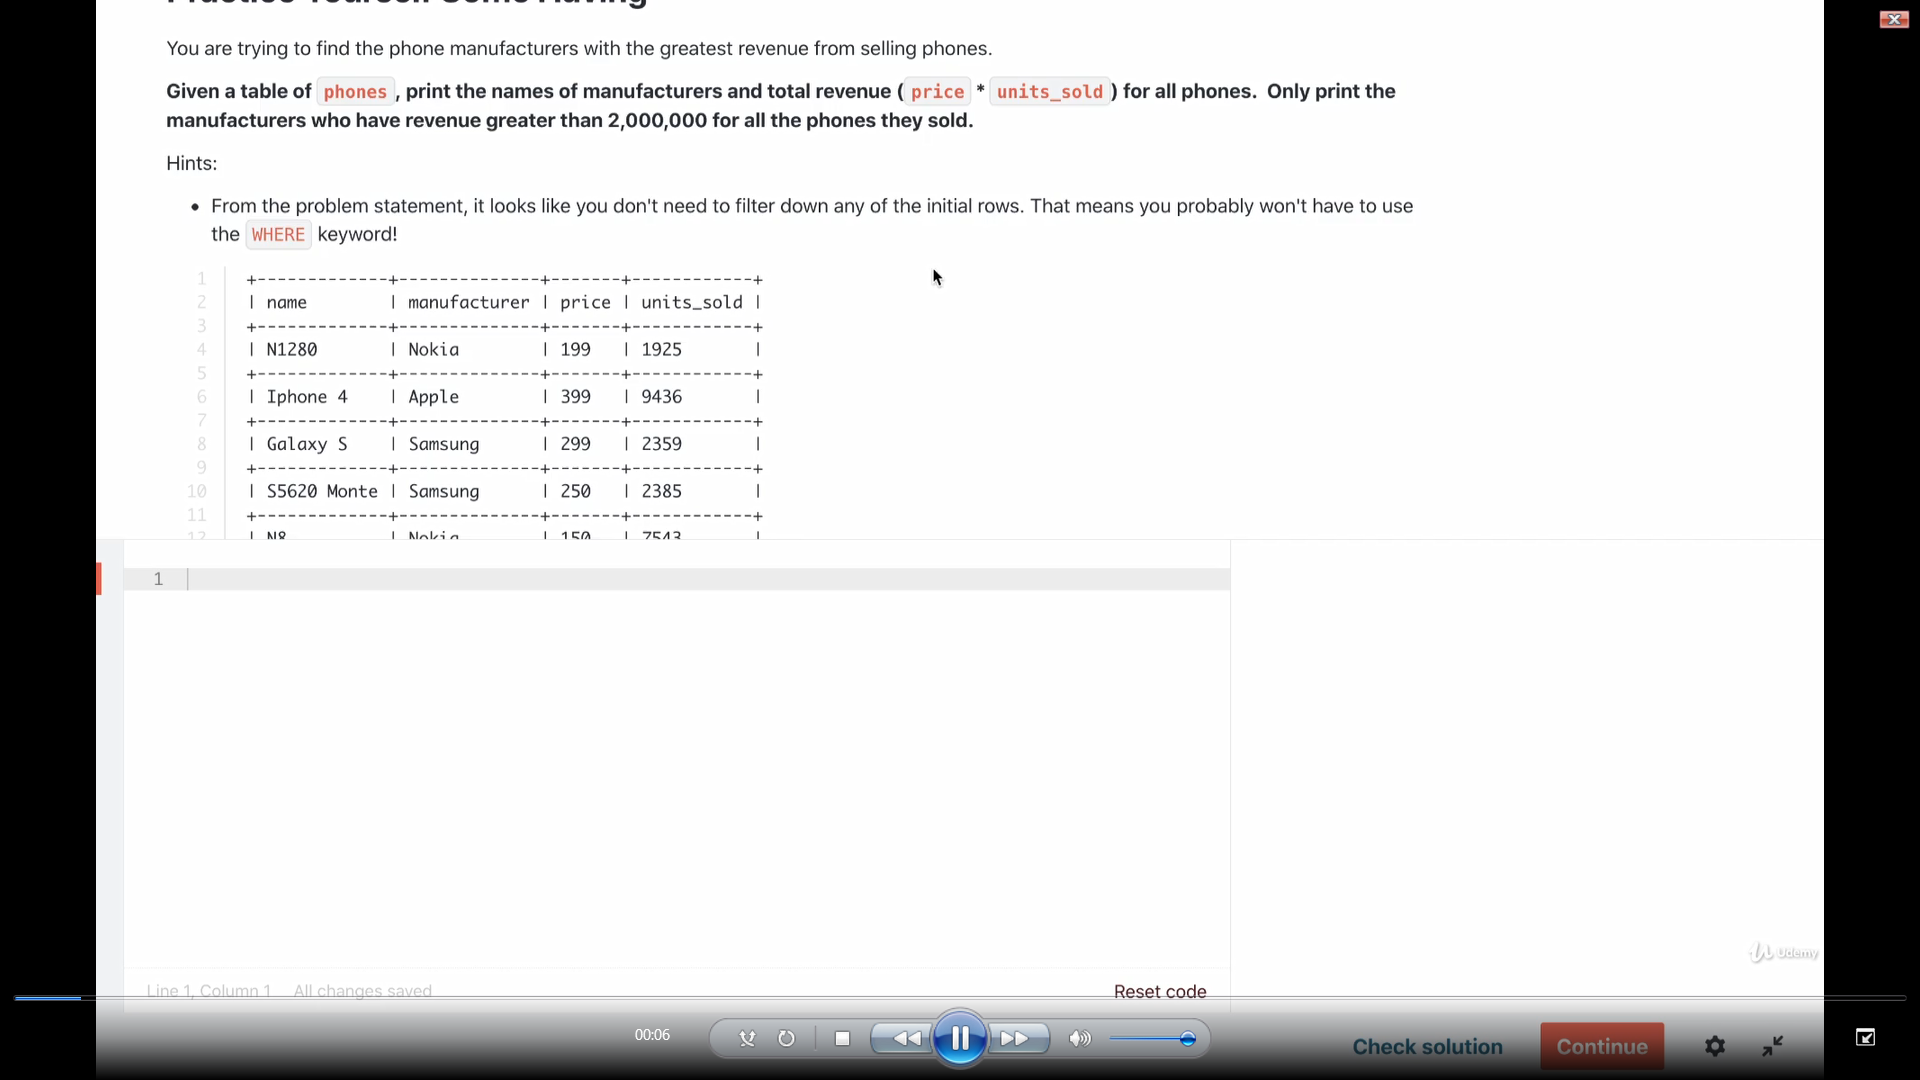 You are trying to find the phone manufacturers with the greatest revenue from selling phones.
Given a table of phones, print the names of manufacturers and total revenue (price * units_sold) for all phones. Only print the
manufacturers who have revenue greater than 2,000,000 for all the phones they sold.
Hints:
• From the problem statement, it looks like you don't need to filter down any of the initial rows. That means you probably won't have to use
the WHERE keyword!
1 +-------------+--------------+-------+------------+
2 | name        | manufacturer | price | units_sold |
3 +-------------+--------------+-------+------------+
4 | N1280       | Nokia        | 199   | 1925       |
5 +-------------+--------------+-------+------------+
6 | Iphone 4    | Apple        | 399   | 9436       |
7 +-------------+--------------+-------+------------+
8 | Galaxy S    | Samsung      | 299   | 2359       |
9 +-------------+--------------+-------+------------+
10 | S5620 Monte | Samsung      | 250   | 2385       |
11 +-------------+--------------+-------+------------+
12 | N8          | Nokia        | 150   | 7543       |
1
Udemy
Line 1, Column 1 All changes saved Reset code
00:06
Check solution Continue